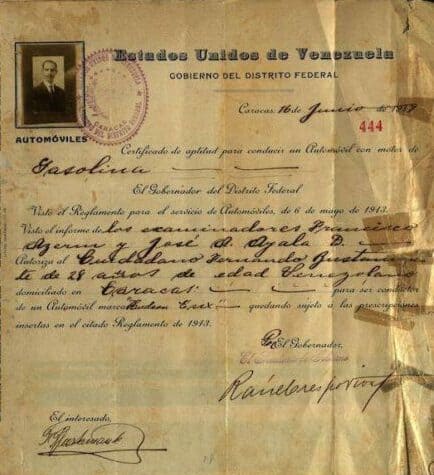 Estados Unidos de Venezuela
GOBIERNO DEL DISTRITO FEDERAL
Caracas: 16 de Junio de
444
AUTOMÓVILES
CARACAS
Certificado de aptitud para conducir un Automóvil con motor de
Gasolina
El Gobernador del Distrito Federal
Visto el Reglamento para el servicio de Automóviles, de 6 de mayo de 1913.
Visto el informe de los examinadores Francisco
y José A. Ayala D.
Autoriza al Ciudadano Fernando Bustamante
de 28 años de edad Venezolano
domiciliado en Caracas: para ser conductor
de un Automóvil marca Hudson quedando sujeto a las prescripciones
insertas en el citado Reglamento de 1913.
El Gobernador,
El interesado,